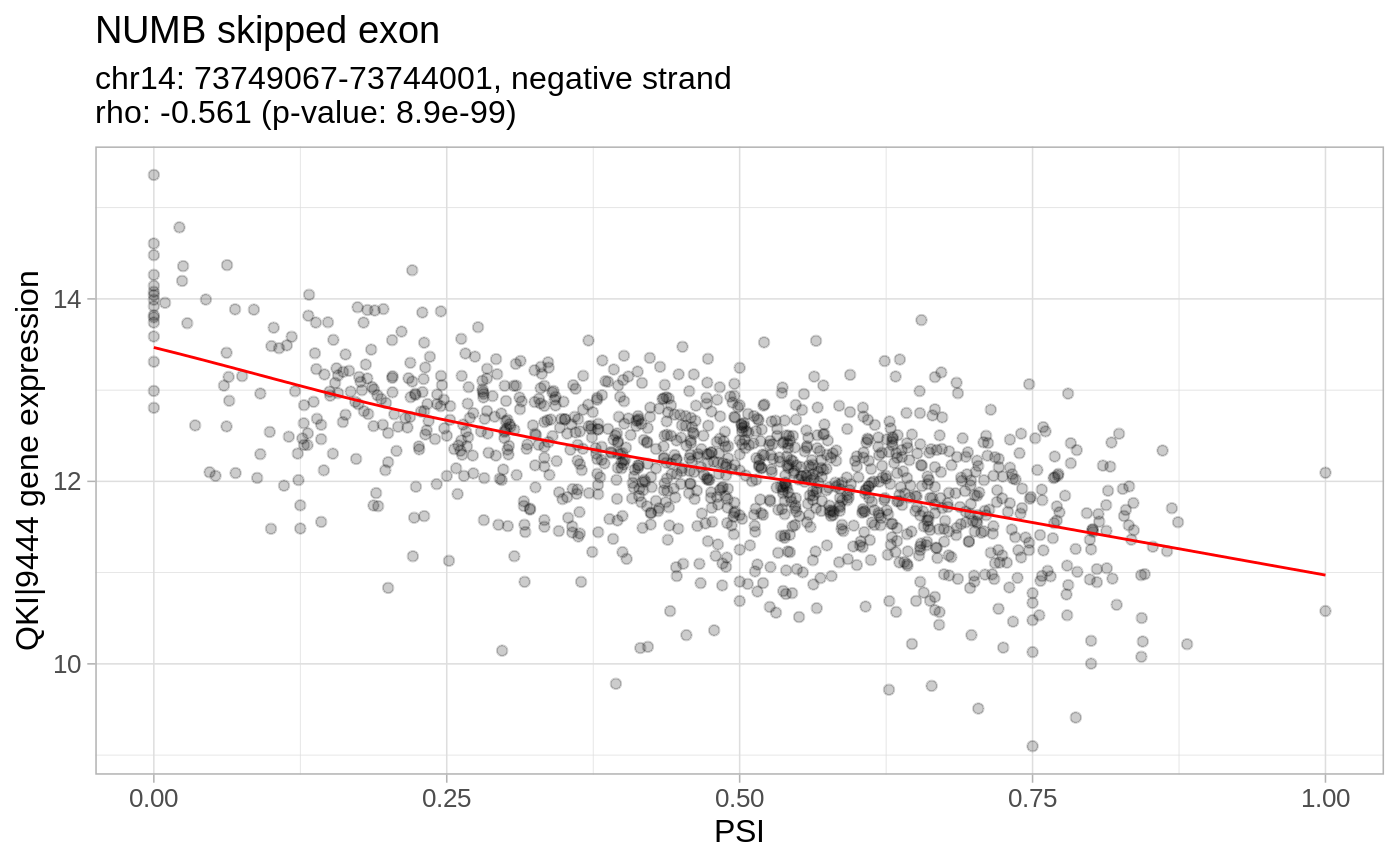 NUMB skipped exon
chr14: 73749067-73744001, negative strand
rho: -0.561 (p-value: 8.9e-99)
QKI|9444 gene expression
14
12
10
0.00
0.25
0.50
0.75
1.00
PSI